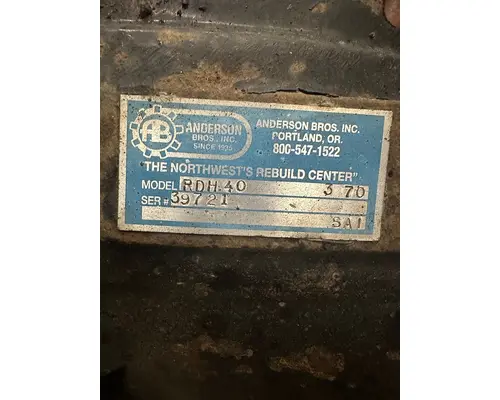 AB
ANDERSON
BROS., INC.
SINCE 1935
ANDERSON BROS. INC.
PORTLAND, OR.
800-547-1522
"THE NORTHWEST'S REBUILD CENTER"
MODEL RDH40 3 70
SER# 39721
SA1